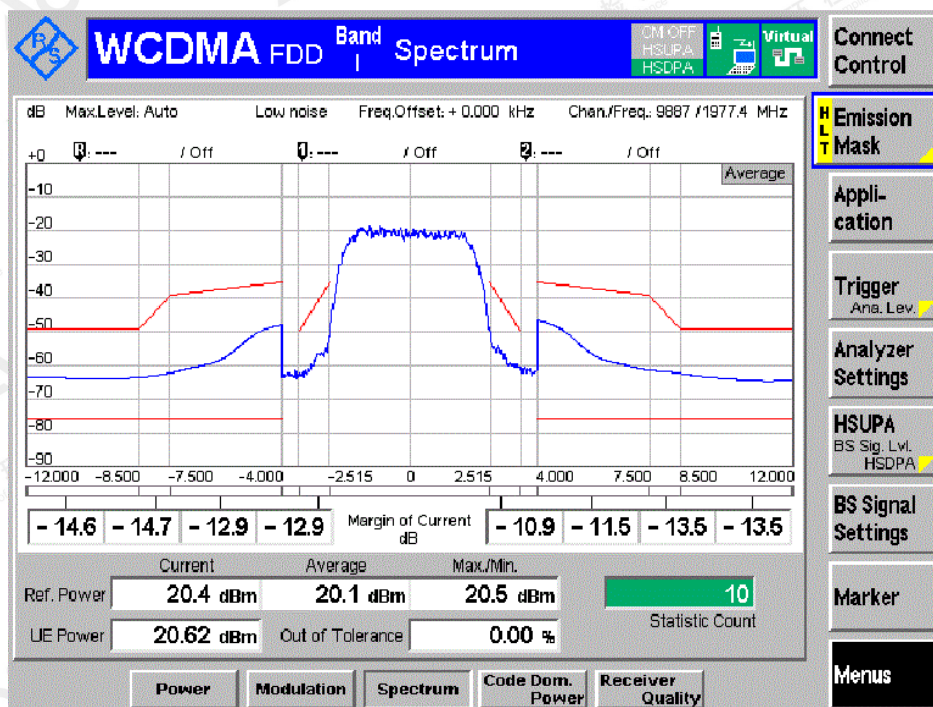 R&S
WCDMA FDD Band I Spectrum
CM OFF
HSUPA
HSDPA
Virtual
Connect
Control
dB Max.Level: Auto Low noise Freq.Offset: + 0.000 kHz Chan./Freq.: 9887 /1977.4 MHz
HLT
Emission
Mask
R: --- / Off 1: --- / Off 2: --- / Off
Average
+0
-10
-20
-30
-40
-50
-60
-70
-80
-90
Appli-
cation
Trigger
Ana. Lev.
Analyzer
Settings
HSUPA
BS Sig. Lvl.
HSDPA
-12.000 -8.500 -7.500 -4.000 -2.515 0 2.515 4.000 7.500 8.500 12.000
- 14.6 - 14.7 - 12.9 - 12.9 Margin of Current dB - 10.9 - 11.5 - 13.5 - 13.5
BS Signal
Settings
Current Average Max./Min.
Ref. Power 20.4 dBm 20.1 dBm 20.5 dBm 10
Statistic Count
UE Power 20.62 dBm Out of Tolerance 0.00 %
Marker
Menus
Power Modulation Spectrum Code Dom. Power Receiver Quality